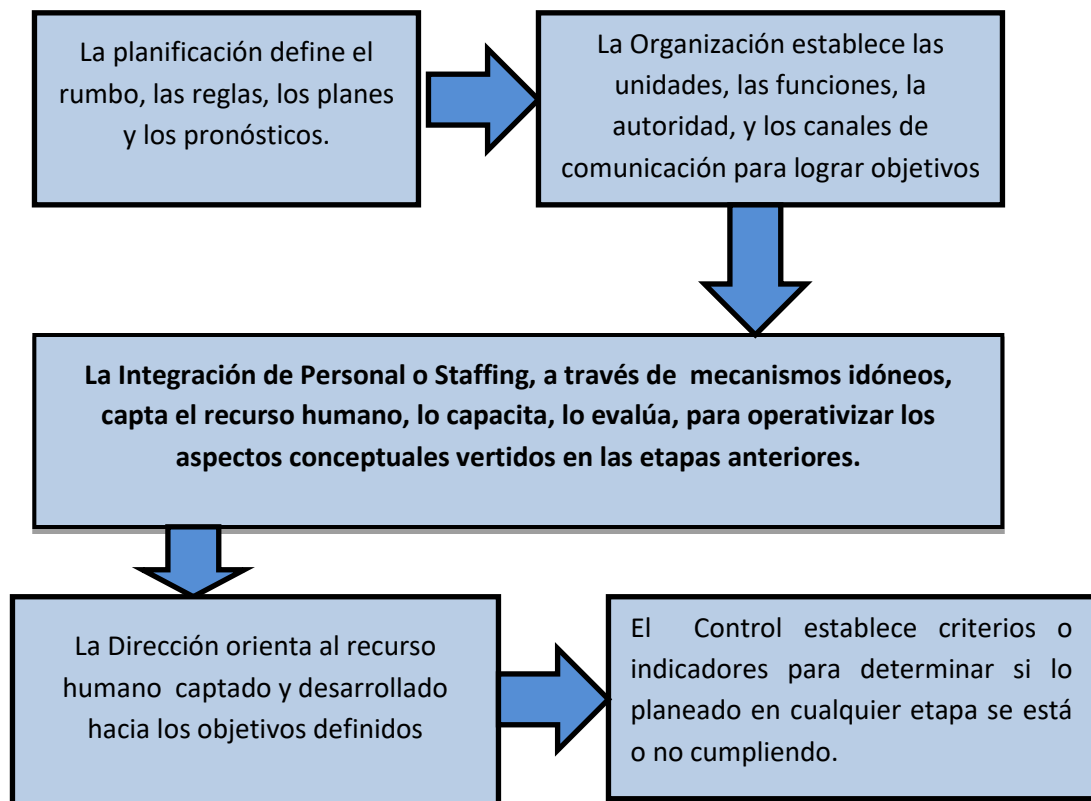 La planificación define el
rumbo, las reglas, los planes
y los pronósticos.
La Organización establece las
unidades, las funciones, la
autoridad, y los canales de
comunicación para lograr objetivos
La Integración de Personal o Staffing, a través de mecanismos idóneos,
capta el recurso humano, lo capacita, lo evalúa, para operativizar los
aspectos conceptuales vertidos en las etapas anteriores.
La Dirección orienta al recurso
humano captado y desarrollado
hacia los objetivos definidos
El Control establece criterios o
indicadores para determinar si lo
planeado en cualquier etapa se está
o no cumpliendo.